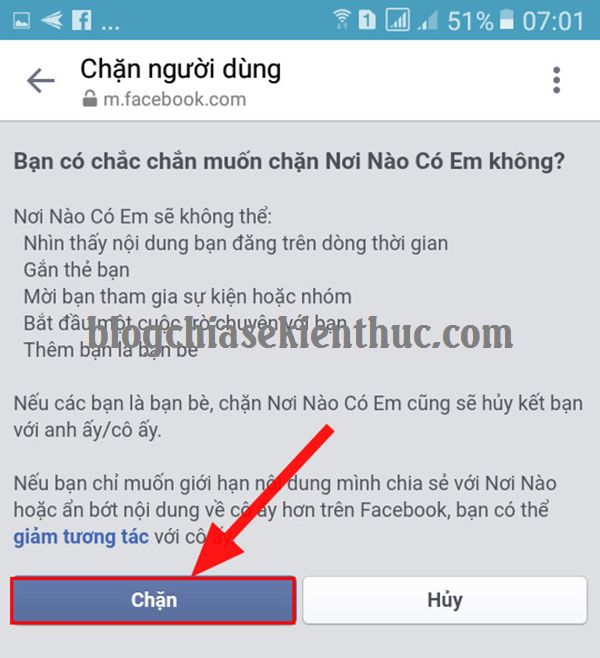 ... 1 51% 07:01
Chặn người dùng
m.facebook.com
Bạn có chắc chắn muốn chặn Nơi Nào Có Em không?
Nơi Nào Có Em sẽ không thể:
Nhìn thấy nội dung bạn đăng trên dòng thời gian
Gắn thẻ bạn
Mời bạn tham gia sự kiện hoặc nhóm
Bắt đầu một cuộc trò chuyện với bạn
blogchiasekienthuc.com
Thêm bạn là bạn bè
Nếu các bạn là bạn bè, chặn Nơi Nào Có Em cũng sẽ hủy kết bạn
với anh ấy/cô ấy.
Nếu bạn chỉ muốn giới hạn nội dung mình chia sẻ với Nơi Nào
hoặc ẩn bớt nội dung về cô ấy hơn trên Facebook, bạn có thể
giảm tương tác với cô ấy.
Chặn Hủy